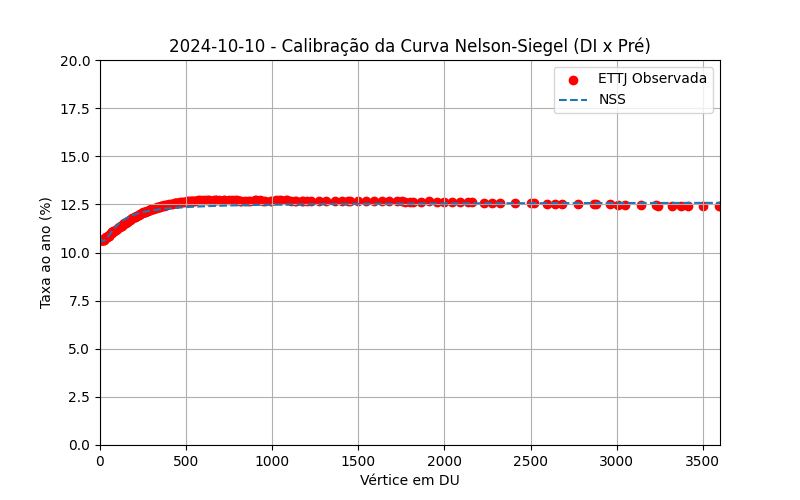 2024-10-10 - Calibração da Curva Nelson-Siegel (DI x Pré)
ETTJ Observada
NSS
Taxa ao ano (%)
20.0
17.5
15.0
12.5
10.0
7.5
5.0
2.5
0.0
0 500 1000 1500 2000 2500 3000 3500
Vértice em DU